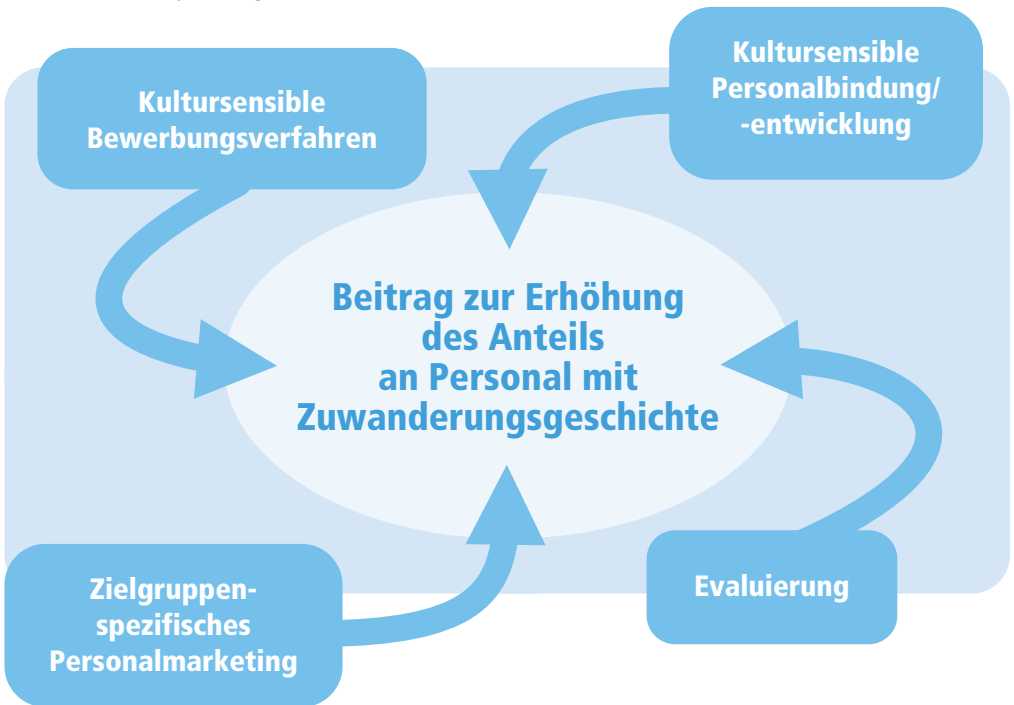 Kultursensible
Bewerbungsverfahren
Kultursensible
Personalbindung/
-entwicklung
Beitrag zur Erhöhung
des Anteils
an Personal mit
Zuwanderungsgeschichte
Zielgruppen-
spezifisches
Personalmarketing
Evaluierung